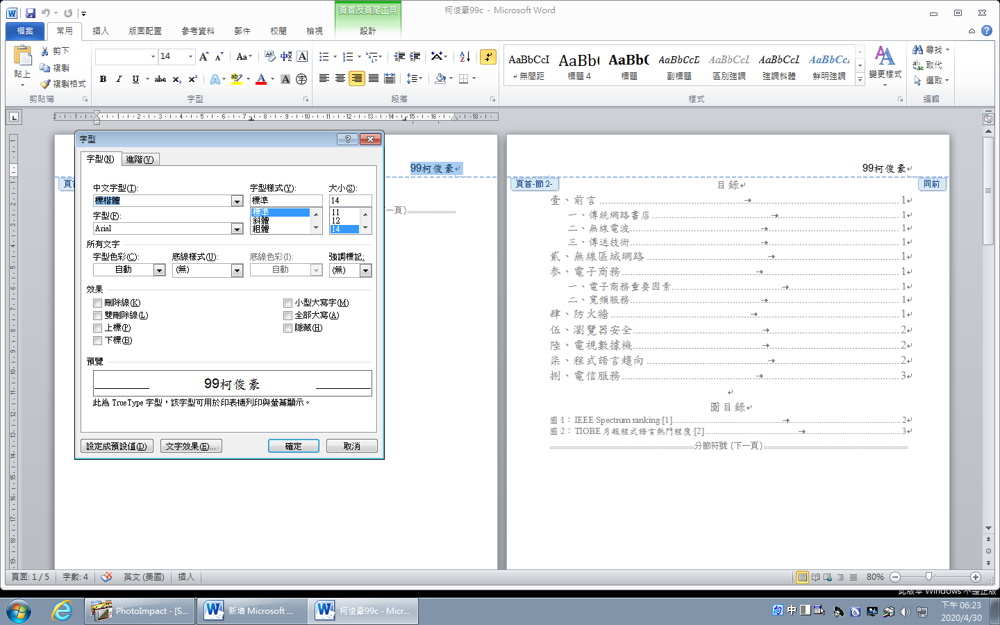 頁首及頁尾工具
柯俊豪99c - Microsoft Word
檔案 常用 插入 版面配置 參考資料 郵件 校閱 檢視 設計
貼上
剪下
複製
複製格式
剪貼簿
14
字型
段落
AaBbCcI
無間距
AaBb(
標題 4
AaBb(
標題
AaBbCcD
副標題
AaBbCcL
區別強調
AaBbCcL
強調斜體
AaBbCcL
鮮明強調
變更樣式
樣式
尋找
取代
選取
編輯
字型
字型(N) 進階(Y)
中文字型(T): 字型樣式(Y): 大小(S):
標楷體 標準 14
字型(F): 標準 11
Arial 斜體 12
粗體 14
所有文字
字型色彩(C): 底線樣式(U): 底線色彩(I): 強調標記:
自動 (無) 自動 (無)
效果
刪除線(K) 小型大寫字(M)
雙刪除線(L) 全部大寫(A)
上標(P) 隱藏(H)
下標(B)
預覽
99柯俊豪
此為 TrueType 字型，該字型可用於印表機列印與螢幕顯示。
設定成預設值(D) 文字效果(E)... 確定 取消
99柯俊豪
一頁)
99柯俊豪
頁首-節 2-
同前
目錄
壹、前言 1
一、傳統網路書店 1
二、無線電波 1
三、傳送技術 1
貳、無線區域網路 1
參、電子商務 1
一、電子商務重要因素 1
二、寬頻服務 1
肆、防火牆 1
伍、瀏覽器安全 2
陸、電視數據機 2
柒、程式語言趨向 2
捌、電信服務 3
圖目錄
圖 1： IEEE Spectrum ranking [1] 2
圖 2： TIOBE 月報程式語言熱門程度 [2] 3
分節符號 (下一頁)
頁面: 1 / 5 字數: 4 英文 (美國) 插入 80%
此版本 Windows 不是正版
PhotoImpact - [S... 新增 Microsoft ... 柯俊豪99c - Micr...
中
下午 06:23
2020/4/30